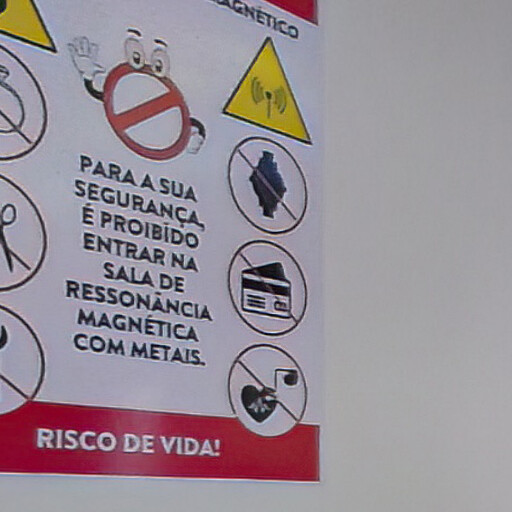 MAGNÉTICO
PARA A SUA
SEGURANÇA,
É PROIBIDO
ENTRAR NA
SALA DE
RESSONÂNCIA
MAGNÉTICA
COM METAIS.
RISCO DE VIDA!